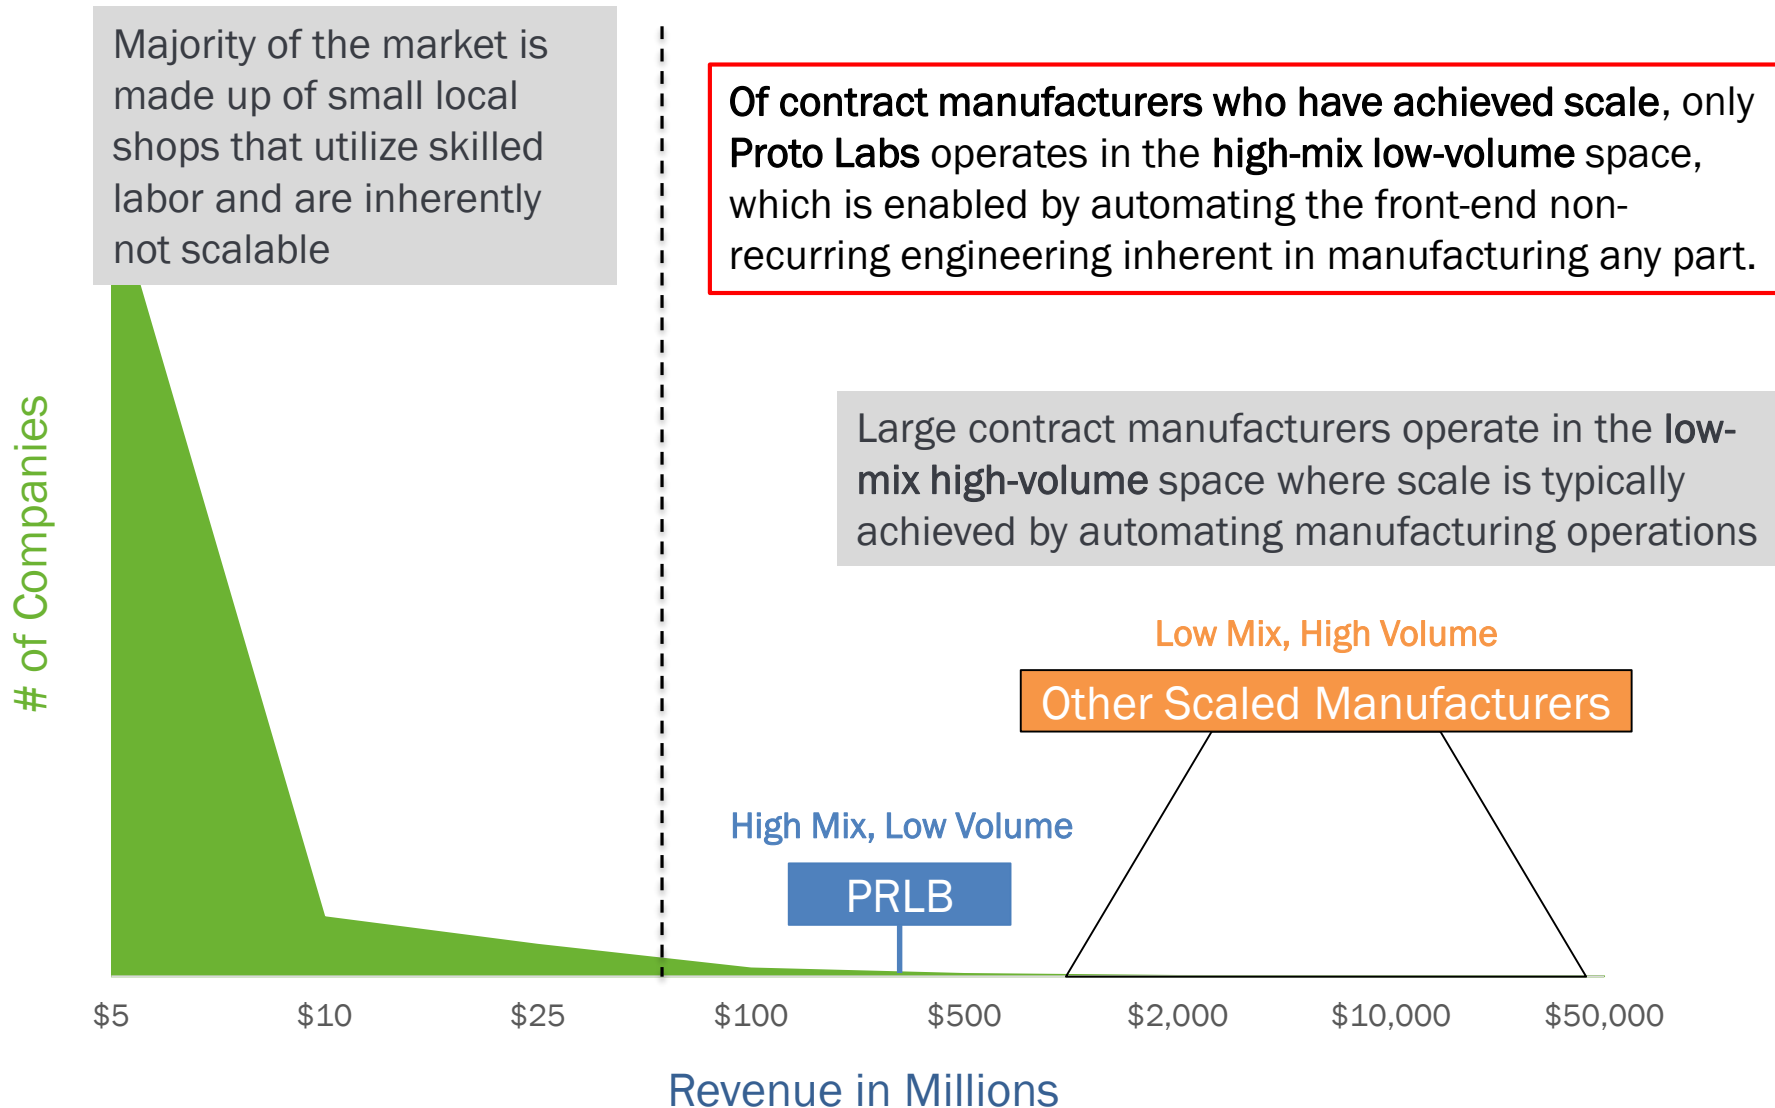 Majority of the market is
made up of small local
shops that utilize skilled
labor and are inherently
not scalable
Of contract manufacturers who have achieved scale, only
Proto Labs operates in the high-mix low-volume space,
which is enabled by automating the front-end non-
recurring engineering inherent in manufacturing any part.
Large contract manufacturers operate in the low-
mix high-volume space where scale is typically
achieved by automating manufacturing operations
# of Companies
Low Mix, High Volume
Other Scaled Manufacturers
High Mix, Low Volume
PRLB
$5 $10 $25 $100 $500 $2,000 $10,000 $50,000
Revenue in Millions